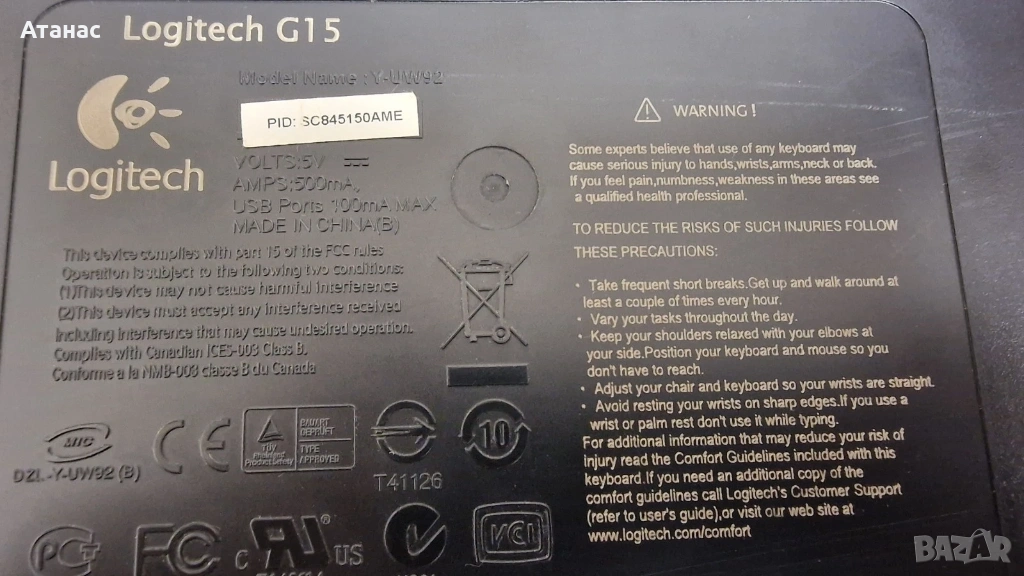 Атанас
Logitech G15
Logitech
Model Name : Y-UW92
PID: SC845150AME
VOLTS:5V
AMPS:500mA,
USB Ports 100mA.MAX
MADE IN CHINA(B)
This device complies with part 15 of the FCC rules
Operation is subject to the following two conditions:
(1)This device may not cause harmful interference
(2)This device must accept any interference received
including interference that may cause undesired operation.
Complies with Canadian ICES-003 Class B.
Conforme a la NMB-003 classe B du Canada
MIC
DZL-Y-UW92 (B)
CE
TÜV
Rheinland
Product Safety
BAUART
GEPRÜFT
TYPE
APPROVED
T41126
10
FC
c UR ® US
VCI
WARNING !
Some experts believe that use of any keyboard may
cause serious injury to hands,wrists,arms,neck or back.
If you feel pain,numbness,weakness in these areas see
a qualified health professional.
TO REDUCE THE RISKS OF SUCH INJURIES FOLLOW
THESE PRECAUTIONS:
• Take frequent short breaks.Get up and walk around at
least a couple of times every hour.
• Vary your tasks throughout the day.
• Keep your shoulders relaxed with your elbows at
your side.Position your keyboard and mouse so you
don't have to reach.
• Adjust your chair and keyboard so your wrists are straight.
• Avoid resting your wrists on sharp edges.If you use a
wrist or palm rest don't use it while typing.
For additional information that may reduce your risk of
injury read the Comfort Guidelines included with this
keyboard.If you need an additional copy of the
comfort guidelines call Logitech's Customer Support
(refer to user's guide),or visit our web site at
www.logitech.com/comfort
BAZAR